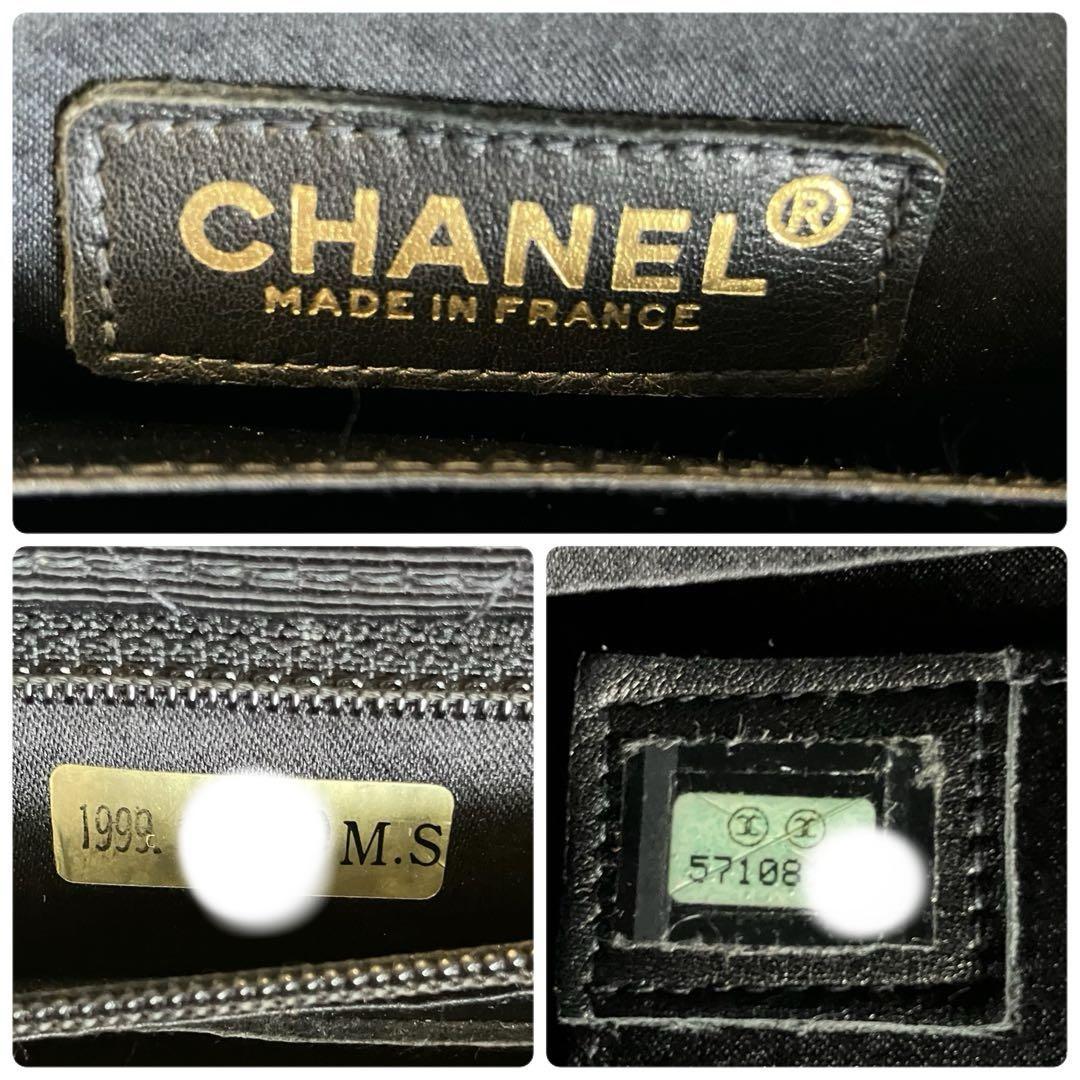 CHANEL®
MADE IN FRANCE
1999. M.S
57108